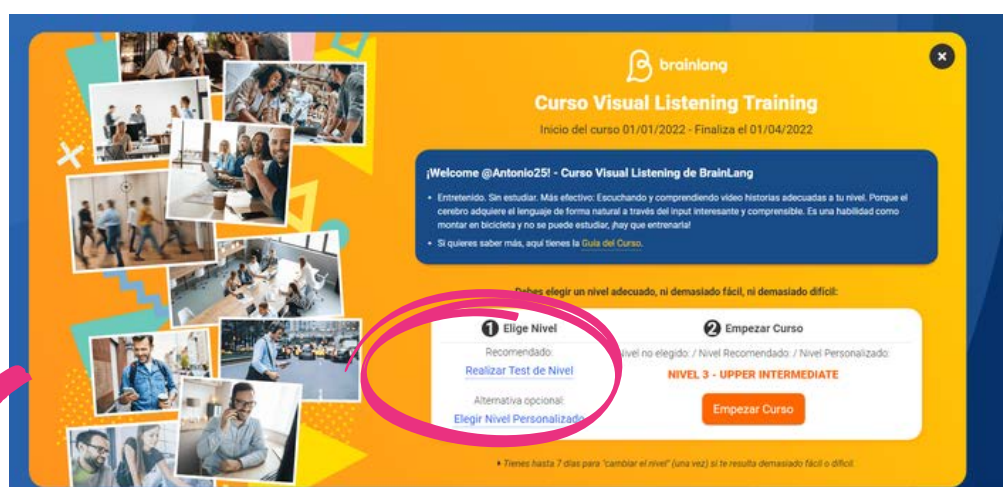 brainlang
Curso Visual Listening Training
Inicio del curso 01/01/2022 - Finaliza el 01/04/2022
¡Welcome @Antonio25! - Curso Visual Listening de BrainLang
• Entretenido. Sin estudiar. Más efectivo: Escuchando y comprendiendo vídeo historias adecuadas a tu nivel. Porque el
cerebro adquiere el lenguaje de forma natural a través del input interesante y comprensible. Es una habilidad como
montar en bicicleta y no se puede estudiar, ¡hay que entrenarla!
• Si quieres saber más, aquí tienes la Guía del Curso.
Debes elegir un nivel adecuado, ni demasiado fácil, ni demasiado difícil:
1 Elige Nivel
Recomendado:
Realizar Test de Nivel
Alternativa opcional:
Elegir Nivel Personalizado
2 Empezar Curso
Nivel no elegido: / Nivel Recomendado: / Nivel Personalizado:
NIVEL 3 - UPPER INTERMEDIATE
Empezar Curso
Tienes hasta 7 días para "cambiar el nivel" (una vez) si te resulta demasiado fácil o difícil.